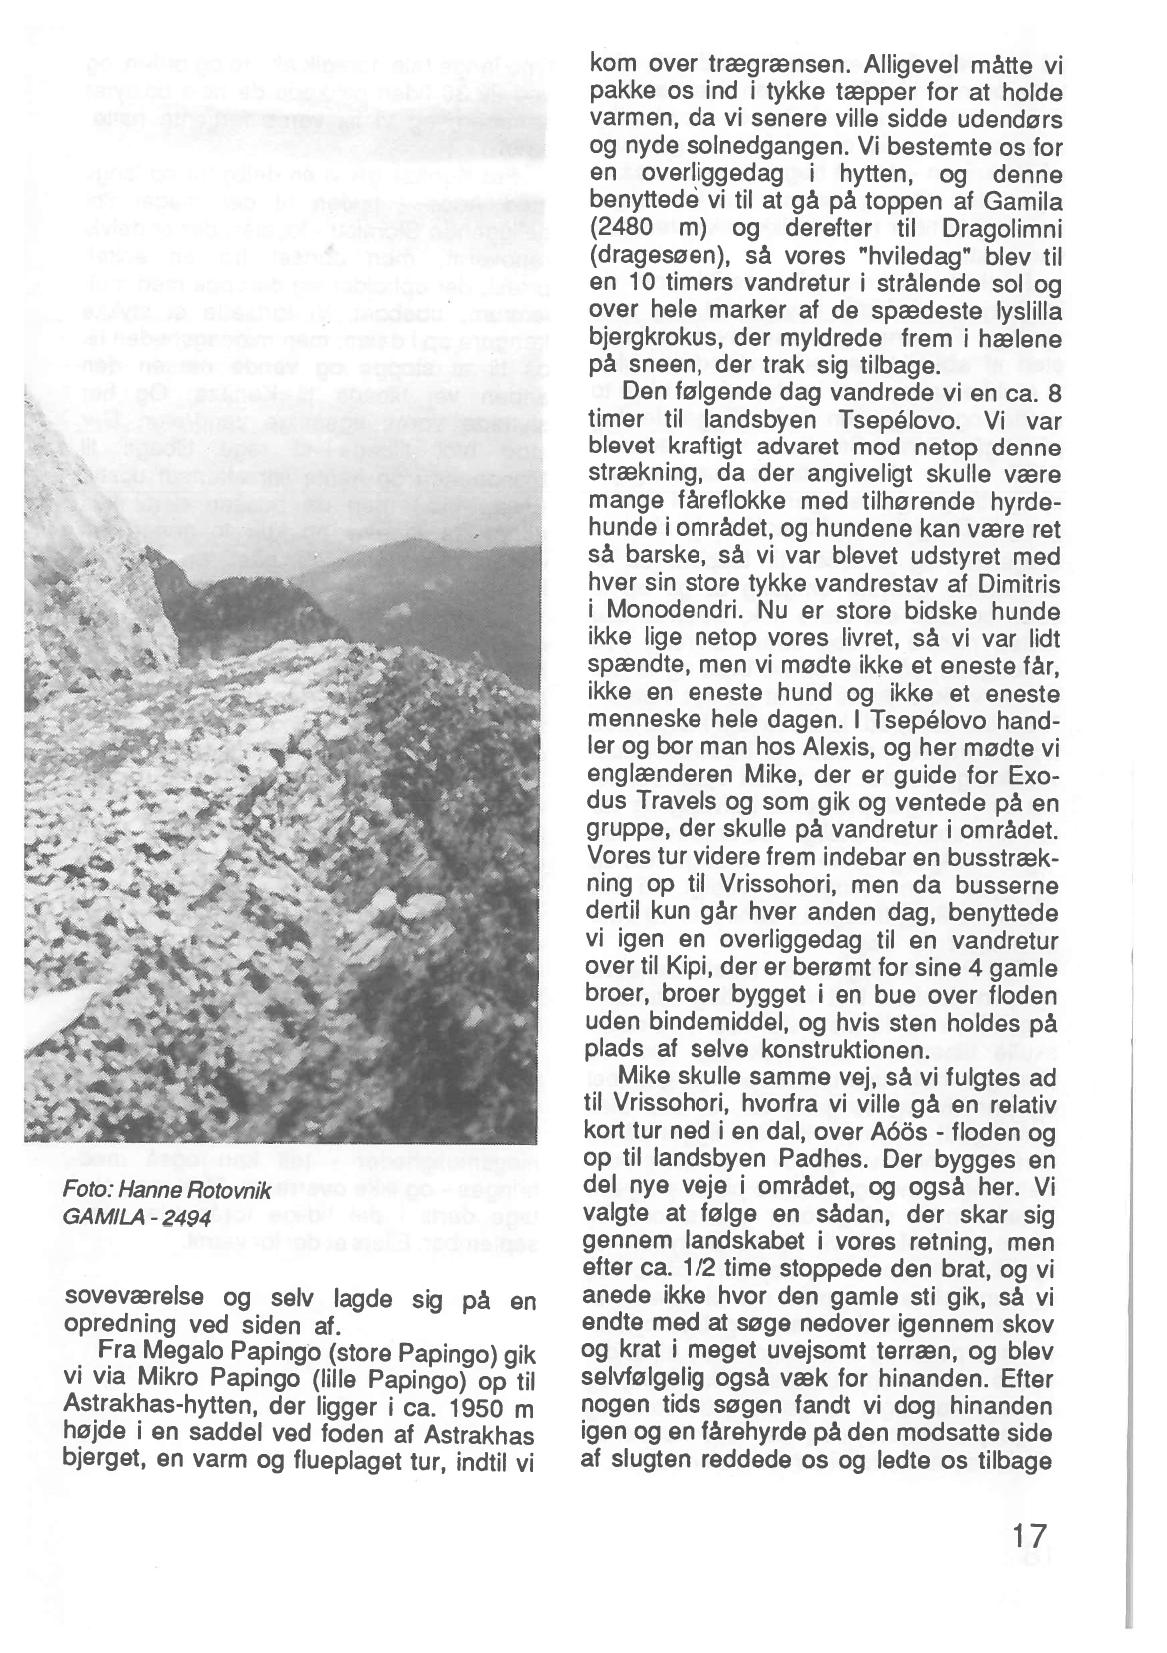 Foto: Hanne Rotovnik
GAMILA - 2494
soveværelse og selv lagde sig på en
opredning ved siden af.
Fra Megalo Papingo (store Papingo) gik
vi via Mikro Papingo (lille Papingo) op til
Astrakhas-hytten, der ligger i ca. 1950 m
højde i en saddel ved foden af Astrakhas
bjerget, en varm og flueplaget tur, indtil vi
kom over trægrænsen. Alligevel måtte vi
pakke os ind i tykke tæpper for at holde
varmen, da vi senere ville sidde udendørs
og nyde solnedgangen. Vi bestemte os for
en overliggedag i hytten, og denne
benyttede vi til at gå på toppen af Gamila
(2480 m) og derefter til Dragolimni
(dragesøen), så vores "hviledag" blev til
en 10 timers vandretur i strålende sol og
over hele marker af de spædeste lyslilla
bjergkrokus, der myldrede frem i hælene
på sneen, der trak sig tilbage.
Den følgende dag vandrede vi en ca. 8
timer til landsbyen Tsepélovo. Vi var
blevet kraftigt advaret mod netop denne
strækning, da der angiveligt skulle være
mange fåreflokke med tilhørende hyrde-
hunde i området, og hundene kan være ret
så barske, så vi var blevet udstyret med
hver sin store tykke vandrestav af Dimitris
i Monodendri. Nu er store bidske hunde
ikke lige netop vores livret, så vi var lidt
spændte, men vi mødte ikke et eneste får,
ikke en eneste hund og ikke et eneste
menneske hele dagen. I Tsepélovo hand-
ler og bor man hos Alexis, og her mødte vi
englænderen Mike, der er guide for Exo-
dus Travels og som gik og ventede på en
gruppe, der skulle på vandretur i området.
Vores tur videre frem indebar en busstræk-
ning op til Vrissohori, men da busserne
dertil kun går hver anden dag, benyttede
vi igen en overliggedag til en vandretur
over til Kipi, der er berømt for sine 4 gamle
broer, broer bygget i en bue over floden
uden bindemiddel, og hvis sten holdes på
plads af selve konstruktionen.
Mike skulle samme vej, så vi fulgtes ad
til Vrissohori, hvorfra vi ville gå en relativ
kort tur ned i en dal, over Aóös - floden og
op til landsbyen Padhes. Der bygges en
del nye veje i området, og også her. Vi
valgte at følge en sådan, der skar sig
gennem landskabet i vores retning, men
efter ca. 1/2 time stoppede den brat, og vi
anede ikke hvor den gamle sti gik, så vi
endte med at søge nedover igennem skov
og krat i meget uvejsomt terræn, og blev
selvfølgelig også væk for hinanden. Efter
nogen tids søgen fandt vi dog hinanden
igen og en fårehyrde på den modsatte side
af slugten reddede os og ledte os tilbage
17